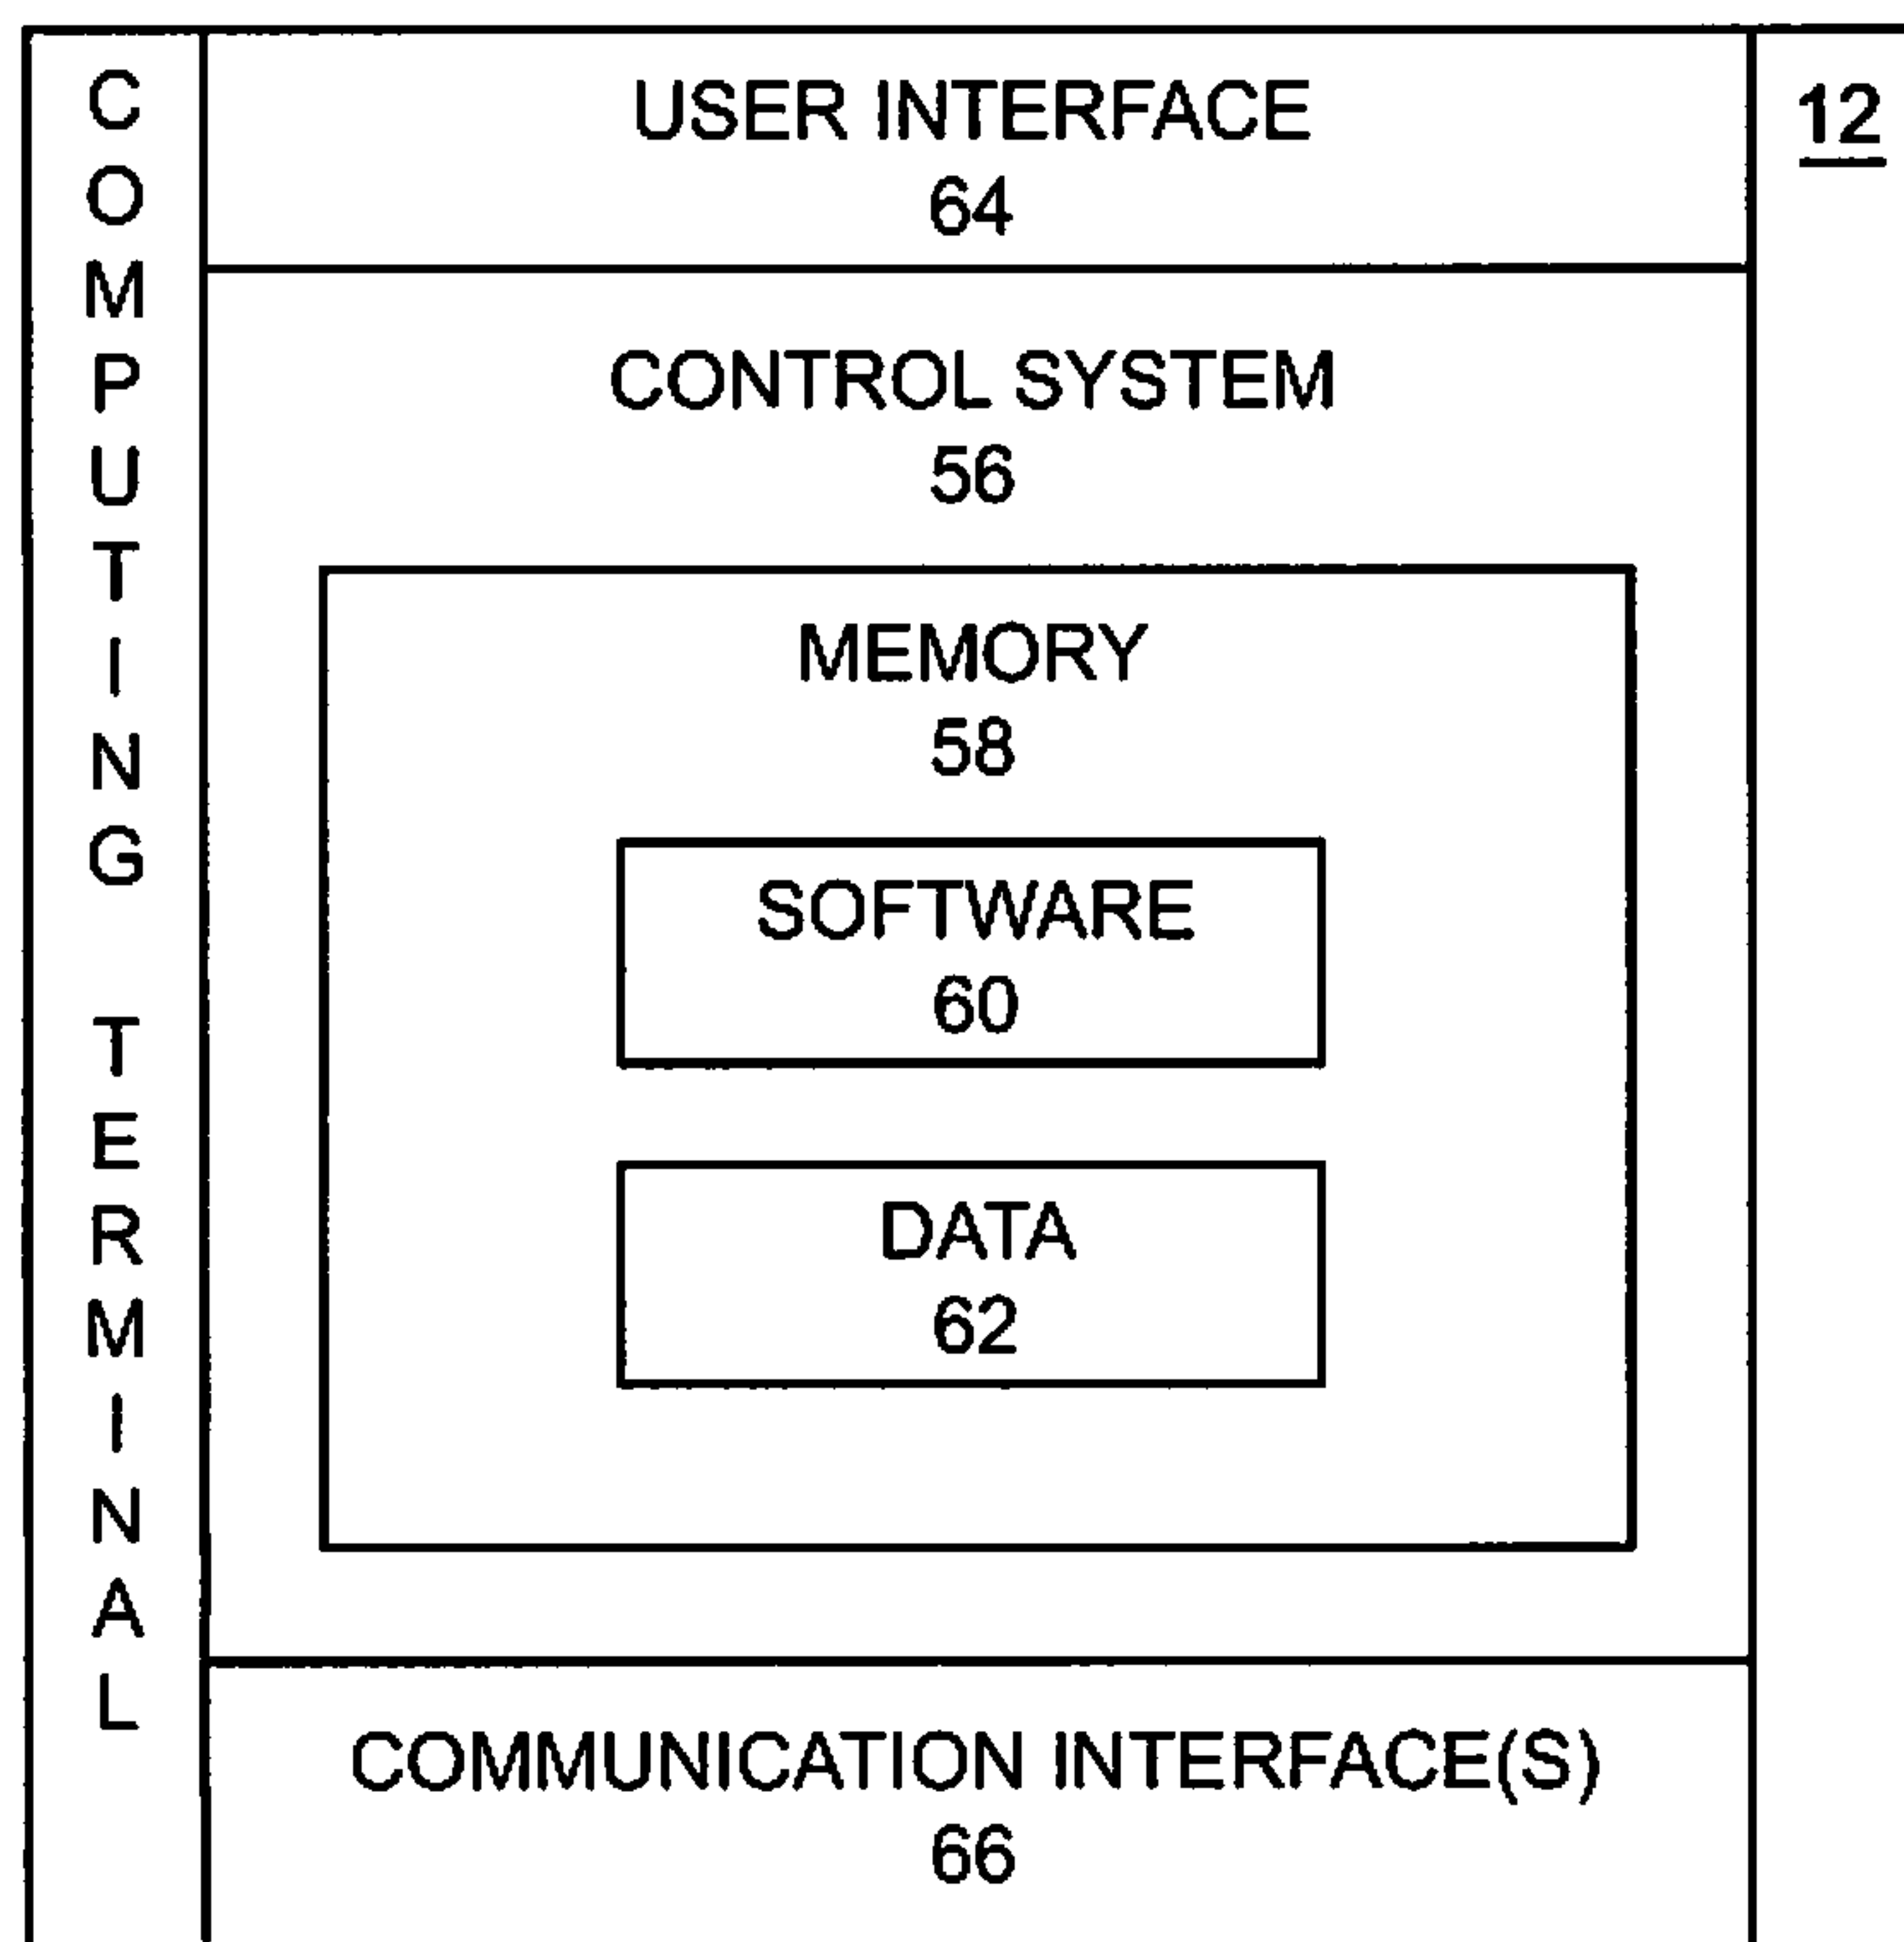 COMPUTING TERMINAL
USER INTERFACE
64
12
CONTROL SYSTEM
56
MEMORY
58
SOFTWARE
60
DATA
62
COMMUNICATION INTERFACE(S)
66